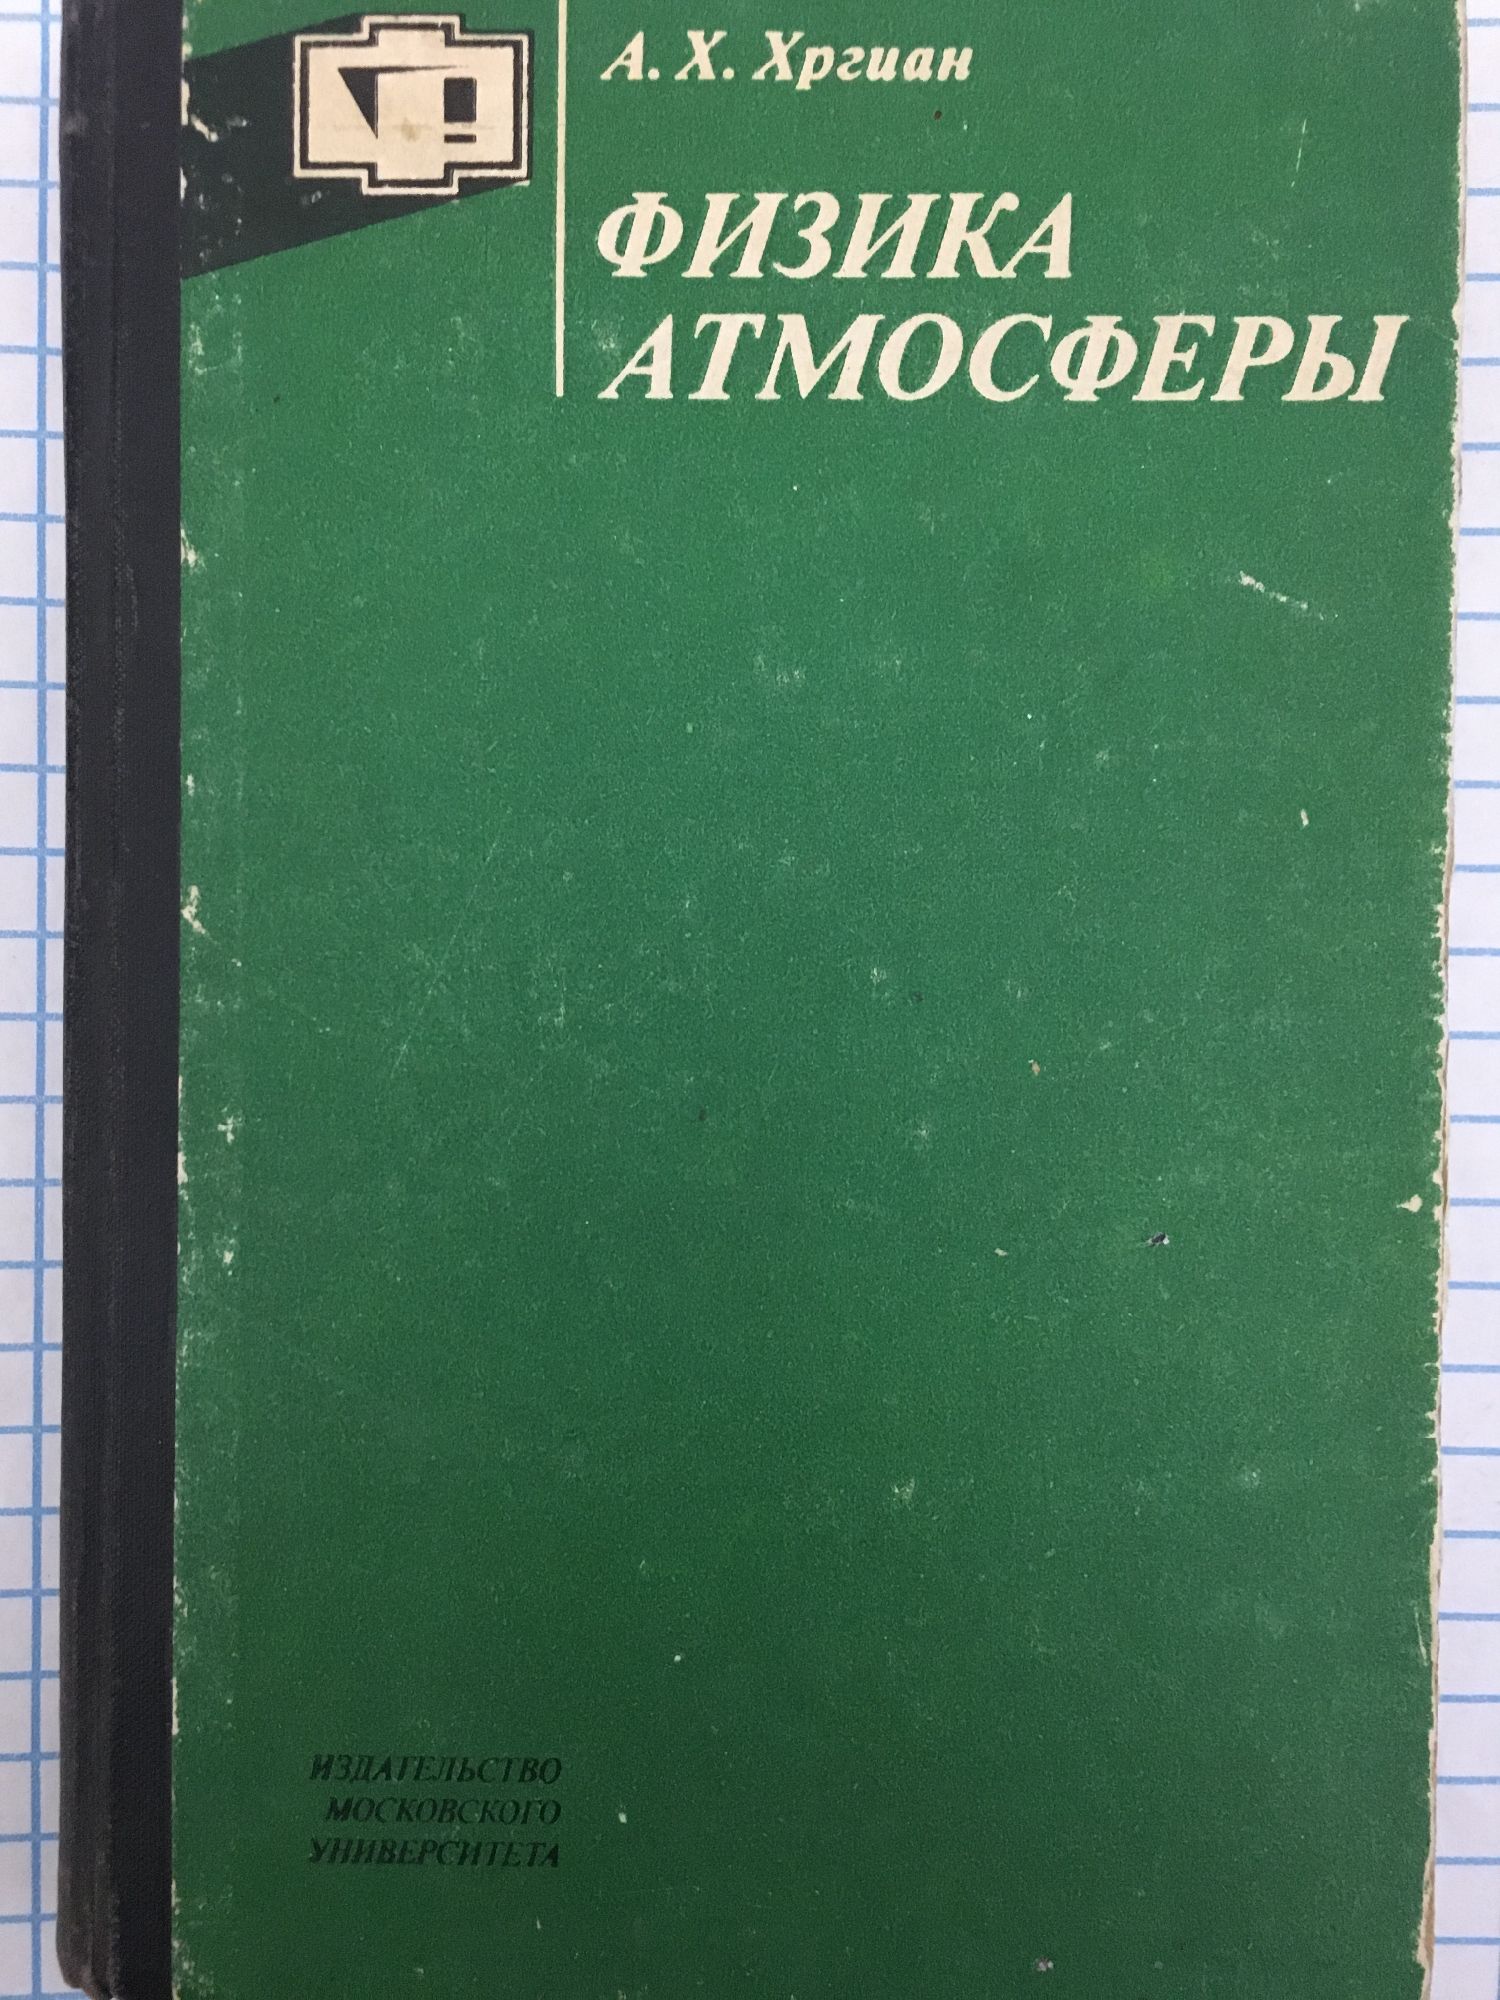 А. Х. Хргиан
ФИЗИКА
АТМОСФЕРЫ
ИЗДАТЕЛЬСТВО
МОСКОВСКОГО
УНИВЕРСИТЕТА